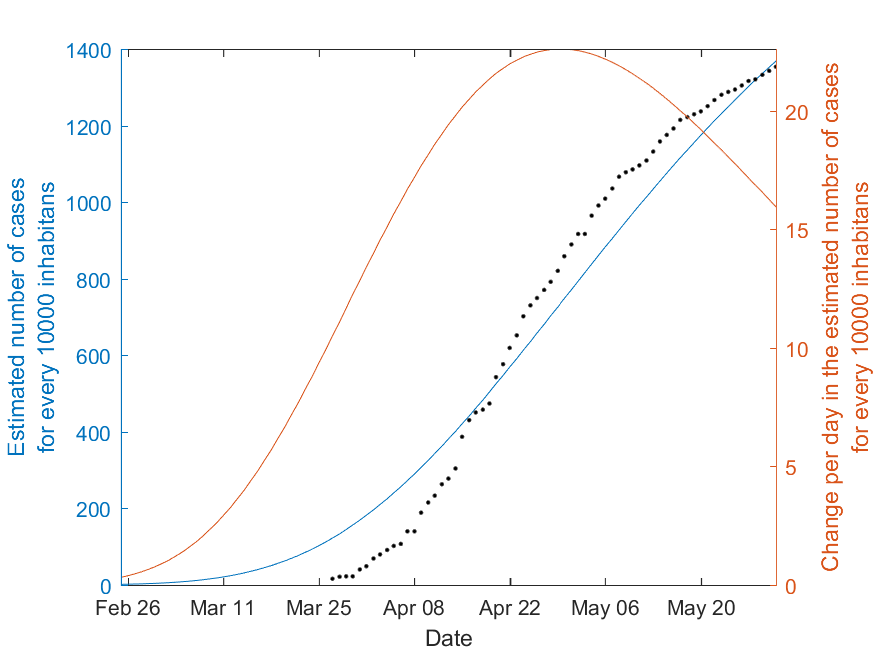 1400
1200
1000
800
600
400
200
0
Estimated number of cases
for every 10000 inhabitans
20
15
10
5
0
Change per day in the estimated number of cases
for every 10000 inhabitans
Feb 26 Mar 11 Mar 25 Apr 08 Apr 22 May 06 May 20
Date